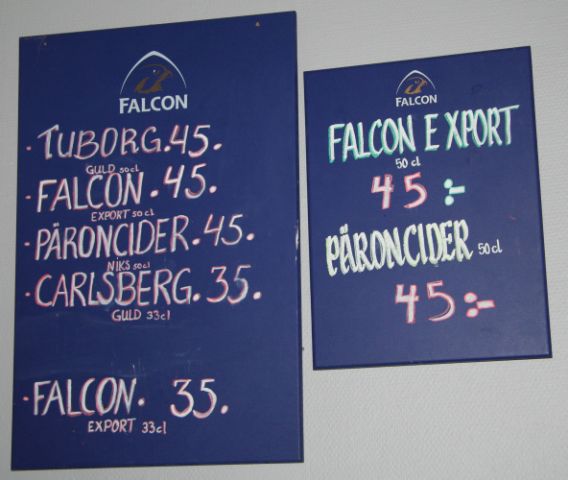 FALCON
· TUBORG. 45.
GULD 50cl
· FALCON . 45.
EXPORT 50cl
· PÄRONCIDER. 45.
NIKS 50cl
· CARLSBERG. 35.
GULD 33cl
· FALCON. 35.
EXPORT 33cl
FALCON
FALCON EXPORT
50 cl
45 :-
PÄRONCIDER 50cl
45 :-